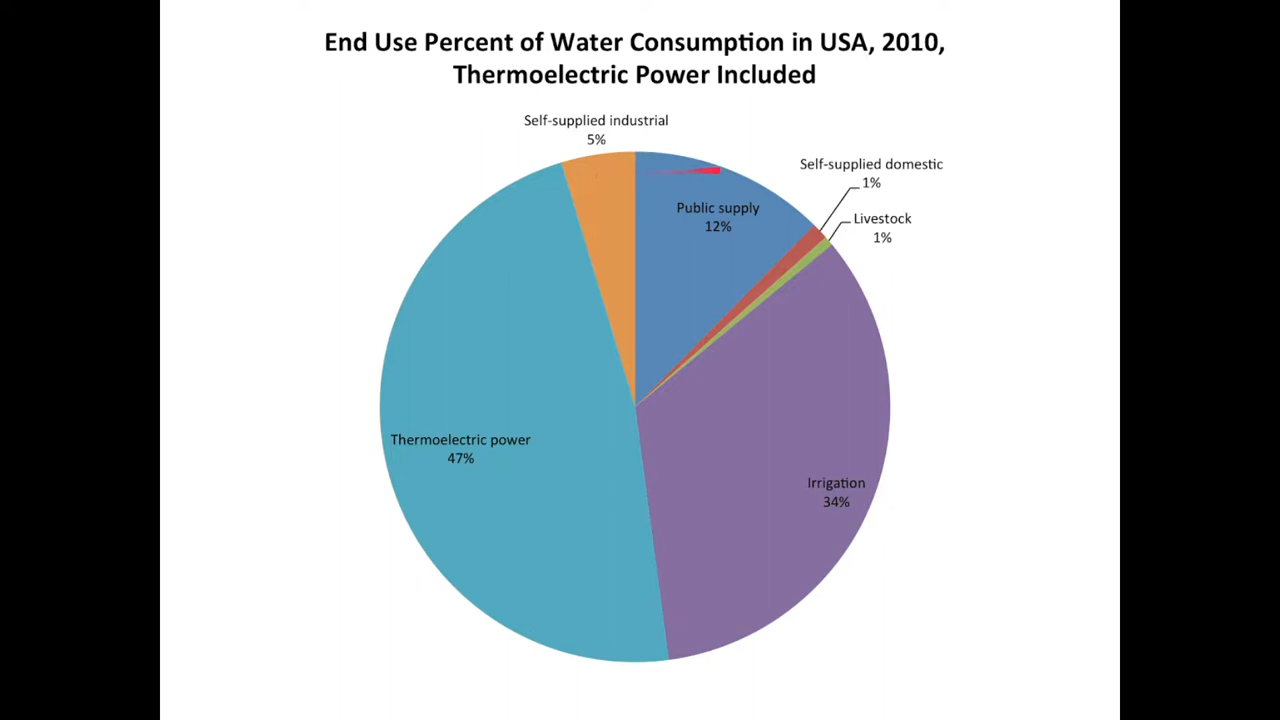 End Use Percent of Water Consumption in USA, 2010,
Thermoelectric Power Included
Self-supplied industrial
5%
Self-supplied domestic
1%
Public supply
12%
Livestock
1%
Thermoelectric power
47%
Irrigation
34%